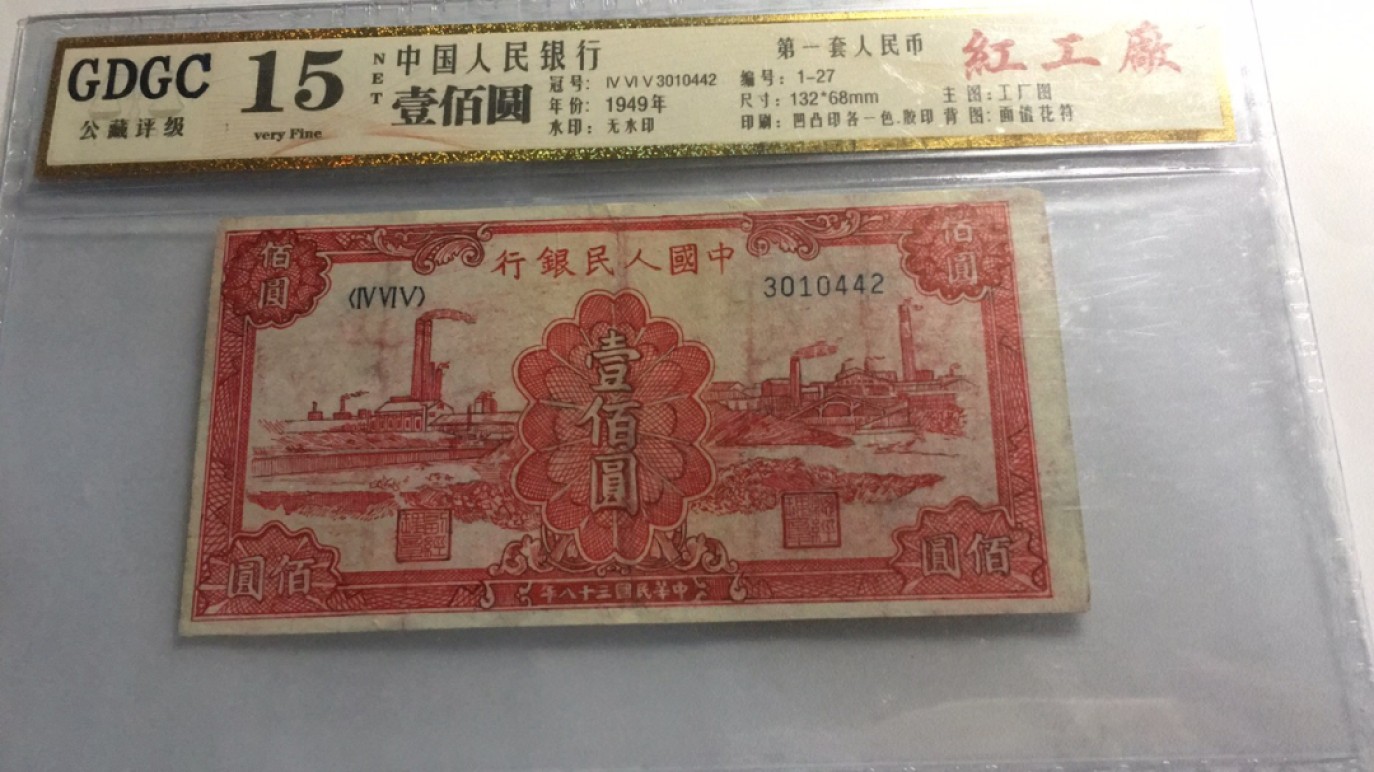 GDGC
公藏评级
15
very Fine
NET
中国人民银行
壹佰圆
冠号: IV VI V 3010442
年份: 1949年
水印: 无水印
第一套人民币
编号: 1-27
尺寸: 132*68mm
主图:工厂图
印刷: 凹凸印各一色.胶印
背图:
花符
紅工廠
行銀民人國中
佰圓
佰圓
〈IV VI V〉
3010442
壹佰圓
圓佰
圓佰
年八十三國民華中